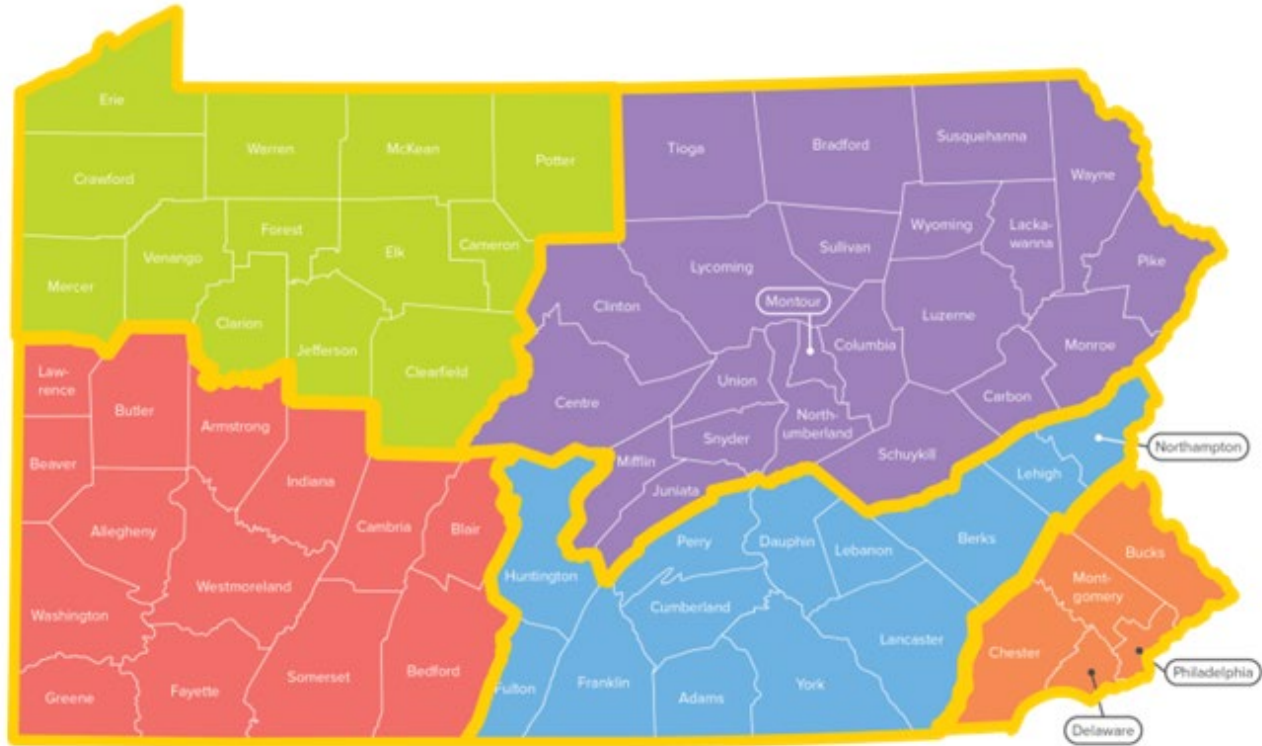 Erie
Warren
McKean
Potter
Crawford
Forest
Venango
Elk
Cameron
Mercer
Clarion
Jefferson
Clearfield
Tioga
Bradford
Susquehanna
Wayne
Wyoming
Lacka-
wanna
Sullivan
Lycoming
Pike
Clinton
Montour
Luzerne
Columbia
Monroe
Union
Carbon
Centre
North-
umberland
Snyder
Schuykill
Mifflin
Juniata
Law-
rence
Butler
Armstrong
Beaver
Indiana
Allegheny
Cambria
Blair
Westmoreland
Washington
Somerset
Bedford
Greene
Fayette
Northampton
Lehigh
Berks
Perry
Dauphin
Lebanon
Huntington
Cumberland
Lancaster
Fulton
Franklin
Adams
York
Bucks
Mont-
gomery
Chester
Philadelphia
Delaware